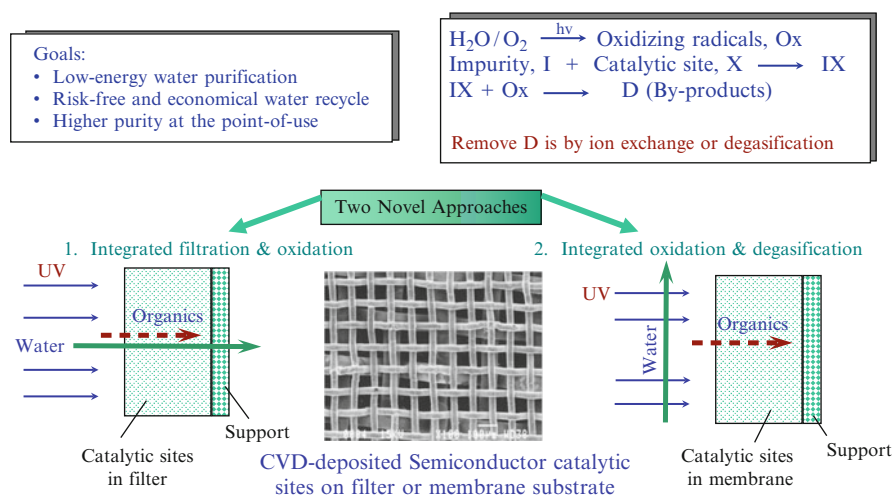 Goals:
• Low-energy water purification
• Risk-free and economical water recycle
• Higher purity at the point-of-use
H₂O/O₂ hv ⟶ Oxidizing radicals, Ox
Impurity, I + Catalytic site, X ⟶ IX
IX + Ox ⟶ D (By-products)
Remove D is by ion exchange or degasification
Two Novel Approaches
1. Integrated filtration & oxidation
UV
Organics
Water
Support
Catalytic sites
in filter
CVD-deposited Semiconductor catalytic
sites on filter or membrane substrate
2. Integrated oxidation & degasification
UV
Organics
Water
Support
Catalytic sites
in membrane